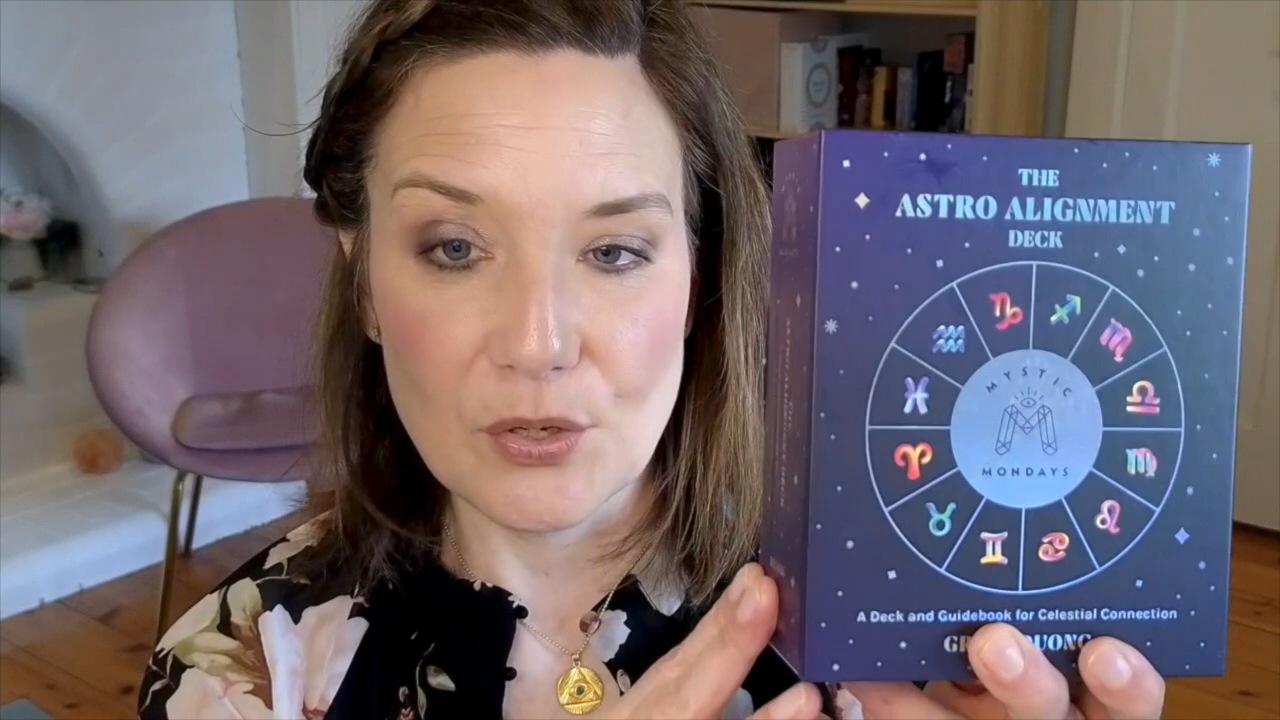 THE
ASTRO ALIGNMENT
DECK
MYSTIC
MONDAYS
A Deck and Guidebook for Celestial Connection